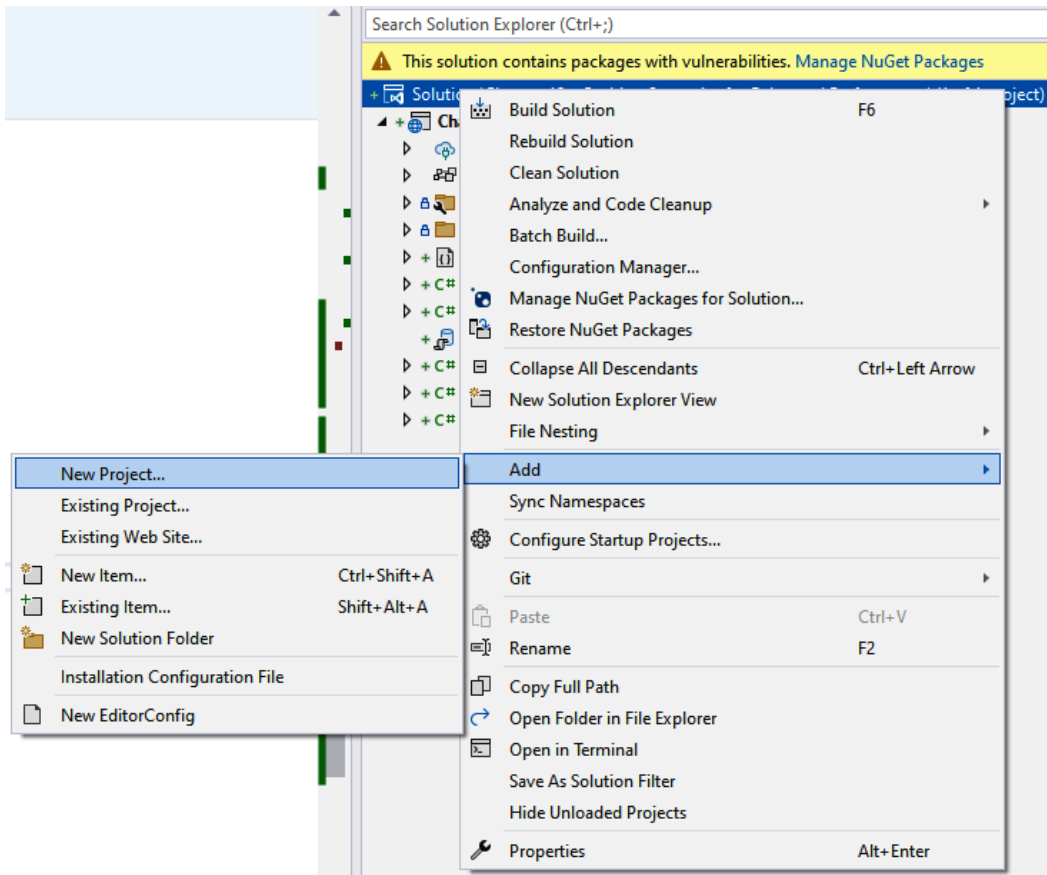 Search Solution Explorer (Ctrl+;)
This solution contains packages with vulnerabilities. Manage NuGet Packages
Build Solution F6
Rebuild Solution
Clean Solution
Analyze and Code Cleanup
Batch Build...
Configuration Manager...
Manage NuGet Packages for Solution...
Restore NuGet Packages
Collapse All Descendants Ctrl+Left Arrow
New Solution Explorer View
File Nesting
Add
Sync Namespaces
Configure Startup Projects...
Git
Paste Ctrl+V
Rename F2
Copy Full Path
Open Folder in File Explorer
Open in Terminal
Save As Solution Filter
Hide Unloaded Projects
Properties Alt+Enter
New Project...
Existing Project...
Existing Web Site...
New Item... Ctrl+Shift+A
Existing Item... Shift+Alt+A
New Solution Folder
Installation Configuration File
New EditorConfig
C#
C#
C#
C#
C#